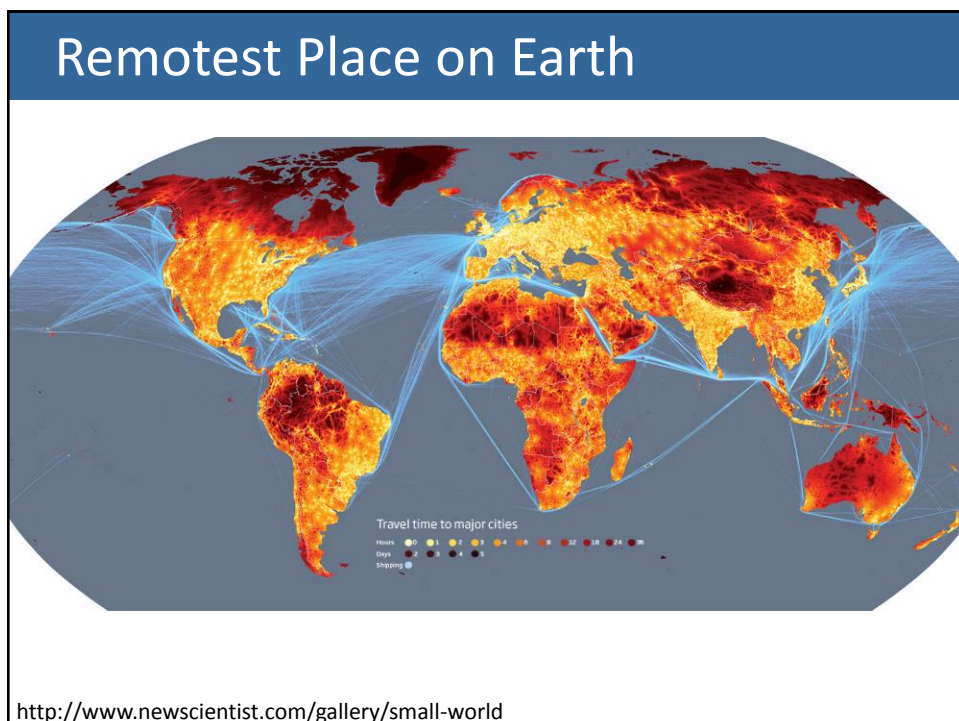 Remotest Place on Earth
Travel time to major cities
Hours 0 1 2 3 4 6 8 12 18 24 36
Days 2 3 4 5
Shipping
http://www.newscientist.com/gallery/small-world